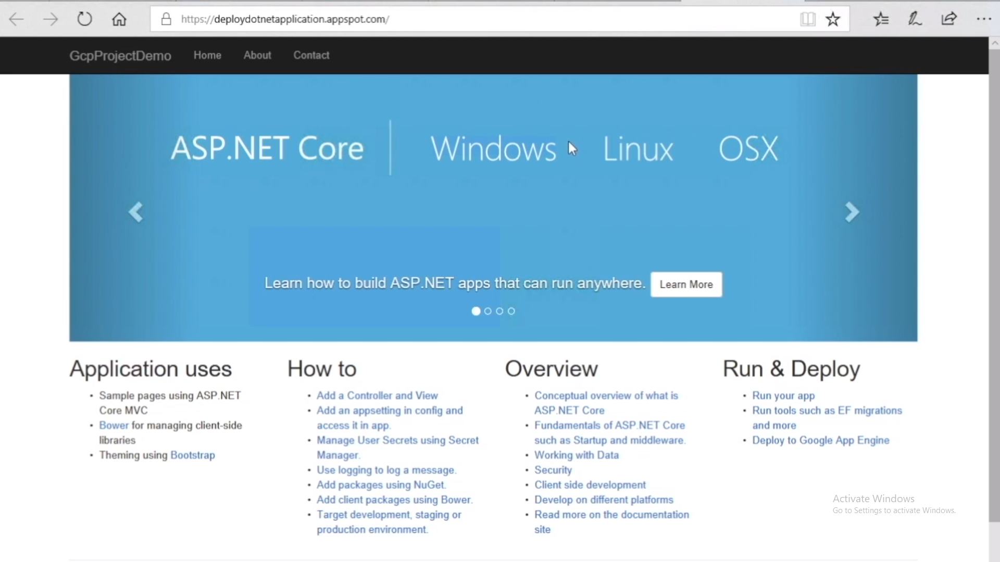 https://deploydotnetapplication.appspot.com/
GcpProjectDemo Home About Contact
ASP.NET Core Windows Linux OSX
Learn how to build ASP.NET apps that can run anywhere. Learn More
Application uses
Sample pages using ASP.NET
Core MVC
Bower for managing client-side
libraries
Theming using Bootstrap
How to
Add a Controller and View
Add an appsetting in config and
access it in app.
Manage User Secrets using Secret
Manager.
Use logging to log a message.
Add packages using NuGet.
Add client packages using Bower.
Target development, staging or
production environment.
Overview
Conceptual overview of what is
ASP.NET Core
Fundamentals of ASP.NET Core
such as Startup and middleware.
Working with Data
Security
Client side development
Develop on different platforms
Read more on the documentation
site
Run & Deploy
Run your app
Run tools such as EF migrations
and more
Deploy to Google App Engine
Activate Windows
Go to Settings to activate Windows.